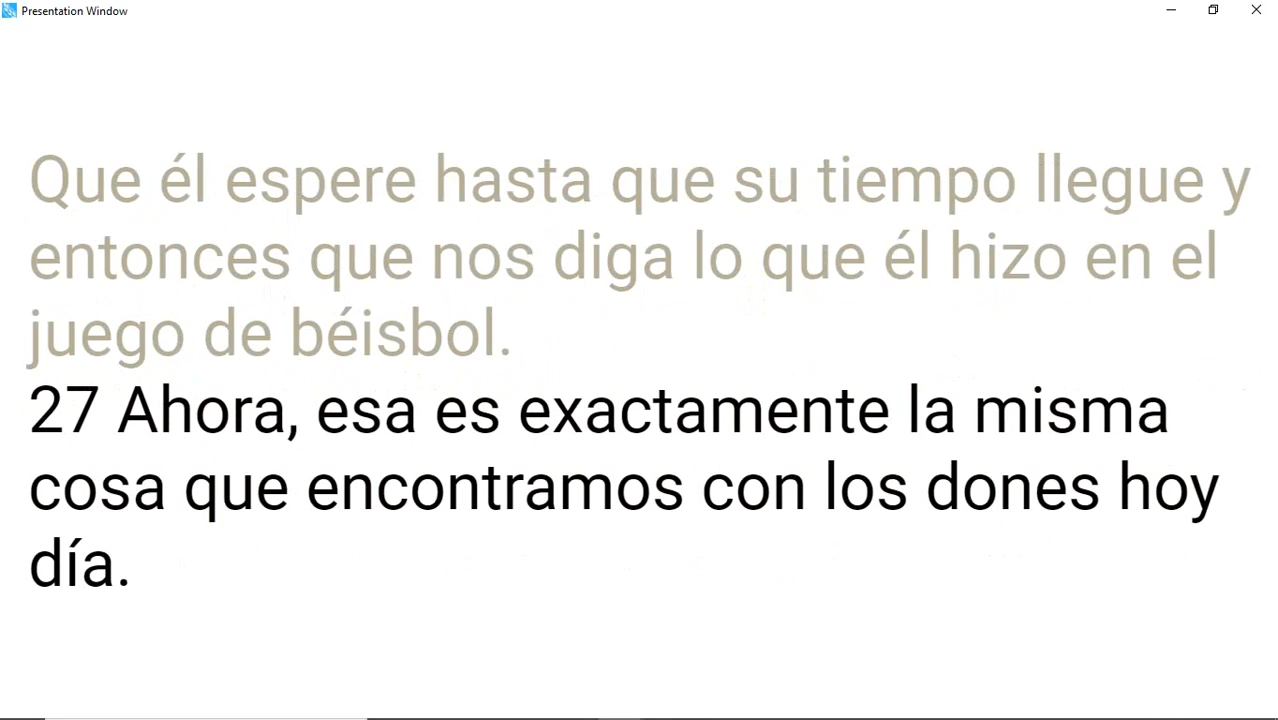 Presentation Window
Que él espere hasta que su tiempo llegue y
entonces que nos diga lo que él hizo en el
juego de béisbol.
27 Ahora, esa es exactamente la misma
cosa que encontramos con los dones hoy
día.